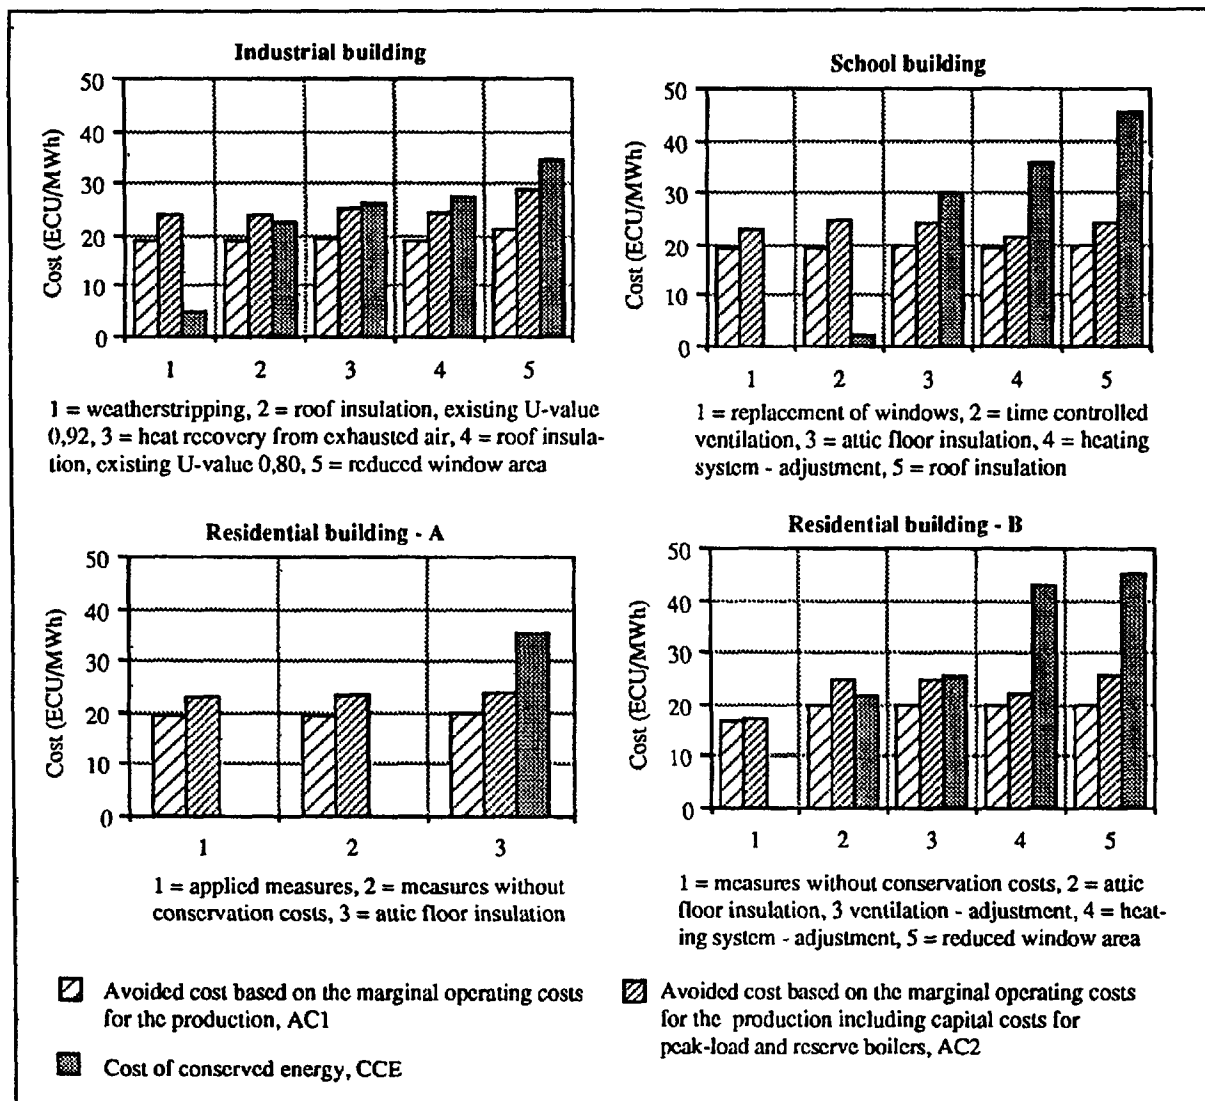 Industrial building
50
40
30
20
10
0
Cost (ECU/MWh)
1 2 3 4 5
1 = weatherstripping, 2 = roof insulation, existing U-value
0,92, 3 = heat recovery from exhausted air, 4 = roof insula-
tion, existing U-value 0,80, 5 = reduced window area
School building
50
40
30
20
10
0
Cost (ECU/MWh)
1 2 3 4 5
1 = replacement of windows, 2 = time controlled
ventilation, 3 = attic floor insulation, 4 = heating
system - adjustment, 5 = roof insulation
Residential building - A
50
40
30
20
10
0
Cost (ECU/MWh)
1 2 3
1 = applied measures, 2 = measures without
conservation costs, 3 = attic floor insulation
Residential building - B
50
40
30
20
10
0
Cost (ECU/MWh)
1 2 3 4 5
1 = measures without conservation costs, 2 = attic
floor insulation, 3 ventilation - adjustment, 4 = heat-
ing system - adjustment, 5 = reduced window area
Avoided cost based on the marginal operating costs
for the production, AC1
Cost of conserved energy, CCE
Avoided cost based on the marginal operating costs
for the production including capital costs for
peak-load and reserve boilers, AC2